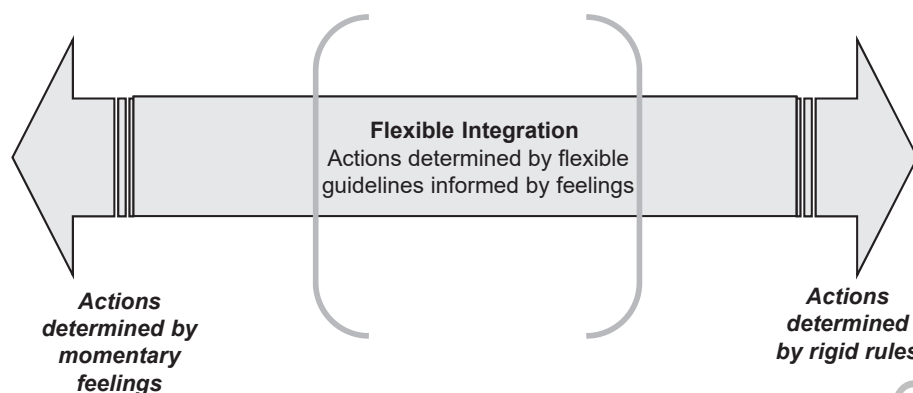 Flexible Integration
Actions determined by flexible
guidelines informed by feelings
Actions
determined by
momentary
feelings
Actions
determined
by rigid rules